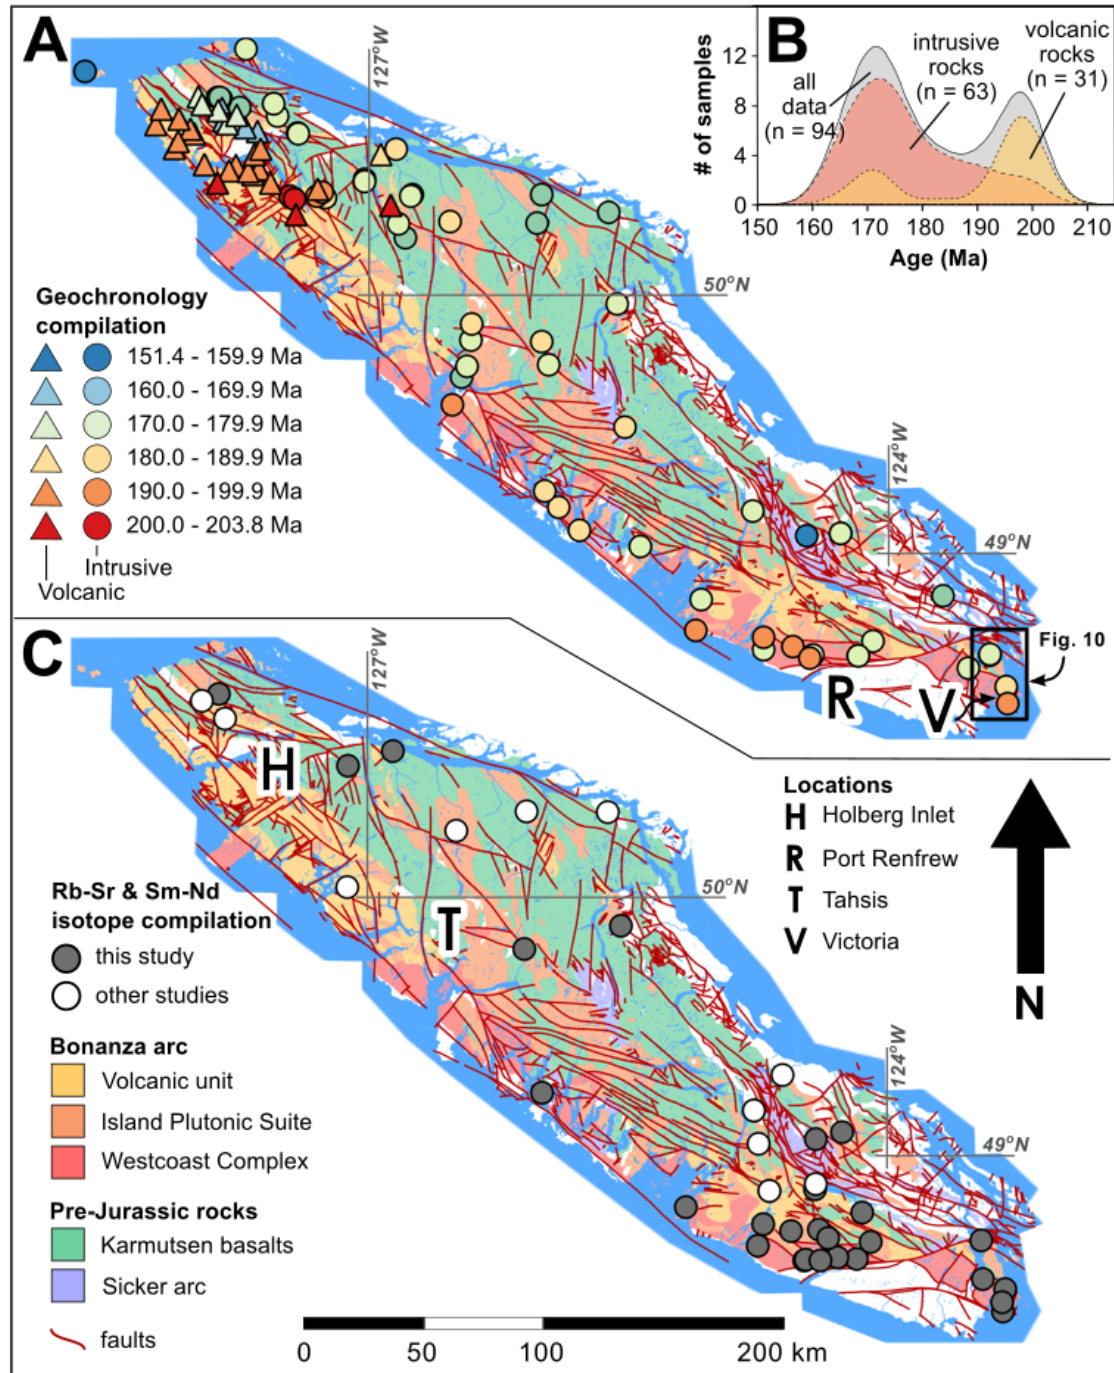 A
127°W
50°N
124°W
49°N
Geochronology
compilation
151.4 - 159.9 Ma
160.0 - 169.9 Ma
170.0 - 179.9 Ma
180.0 - 189.9 Ma
190.0 - 199.9 Ma
200.0 - 203.8 Ma
Intrusive
Volcanic
R
V
Fig. 10
B
# of samples
12
8
4
0
all
data
(n = 94)
intrusive
rocks
(n = 63)
volcanic
rocks
(n = 31)
150 160 170 180 190 200 210
Age (Ma)
C
127°W
H
T
50°N
124°W
49°N
Rb-Sr & Sm-Nd
isotope compilation
this study
other studies
Bonanza arc
Volcanic unit
Island Plutonic Suite
Westcoast Complex
Pre-Jurassic rocks
Karmutsen basalts
Sicker arc
faults
0 50 100 200 km
Locations
H Holberg Inlet
R Port Renfrew
T Tahsis
V Victoria
N